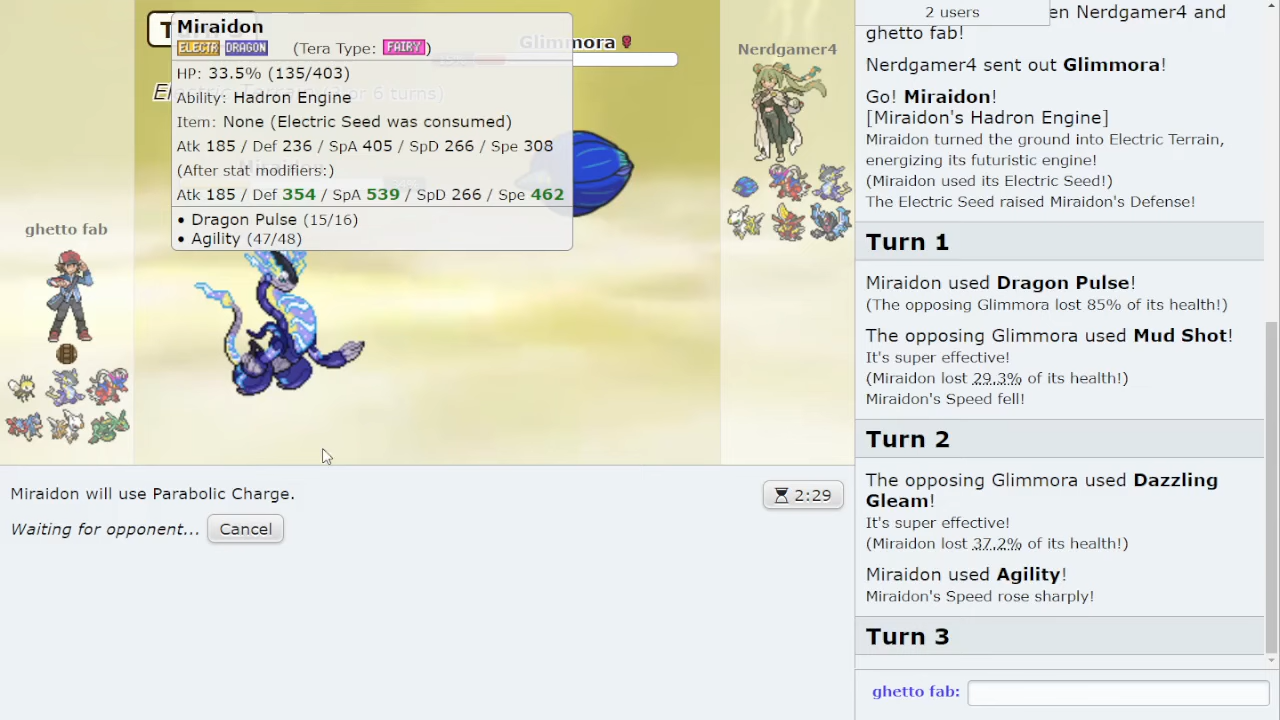 Miraidon
ELECTR DRAGON (Tera Type: FAIRY)
HP: 33.5% (135/403)
Ability: Hadron Engine
Item: None (Electric Seed was consumed)
Atk 185 / Def 236 / SpA 405 / SpD 266 / Spe 308
(After stat modifiers:)
Atk 185 / Def 354 / SpA 539 / SpD 266 / Spe 462
• Dragon Pulse (15/16)
• Agility (47/48)
Glimmora
Nerdgamer4
ghetto fab
Miraidon will use Parabolic Charge.
2:29
Waiting for opponent... Cancel
2 users
en Nerdgamer4 and
ghetto fab!
Nerdgamer4 sent out Glimmora!
Go! Miraidon!
[Miraidon's Hadron Engine]
Miraidon turned the ground into Electric Terrain,
energizing its futuristic engine!
(Miraidon used its Electric Seed!)
The Electric Seed raised Miraidon's Defense!
Turn 1
Miraidon used Dragon Pulse!
(The opposing Glimmora lost 85% of its health!)
The opposing Glimmora used Mud Shot!
It's super effective!
(Miraidon lost 29.3% of its health!)
Miraidon's Speed fell!
Turn 2
The opposing Glimmora used Dazzling
Gleam!
It's super effective!
(Miraidon lost 37.2% of its health!)
Miraidon used Agility!
Miraidon's Speed rose sharply!
Turn 3
ghetto fab: